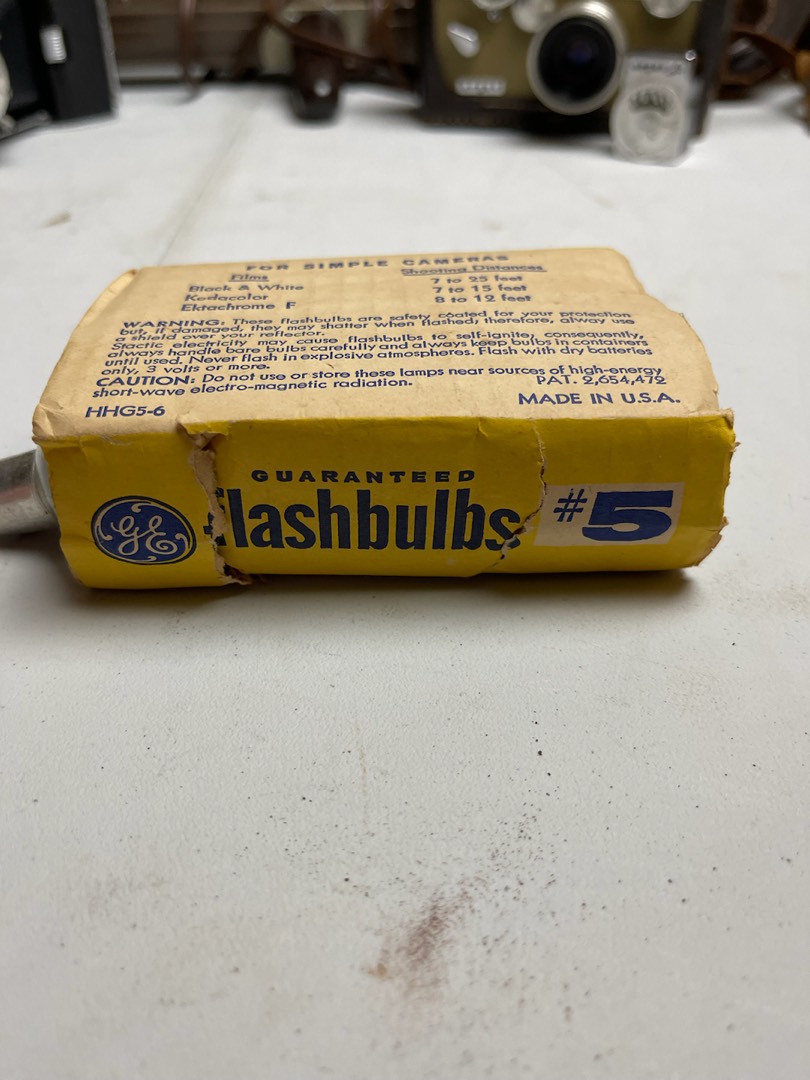 FOR SIMPLE CAMERAS
Films Shooting Distances
Black & White 7 to 25 feet
Kodacolor 7 to 15 feet
Ektachrome F 8 to 12 feet
WARNING: These flashbulbs are safety coated for your protection
but, if damaged, they may shatter when flashed; therefore, alway use
a shield over your reflector.
Stactic electricity may cause flashbulbs to self-ignite, consequently,
always handle bare bulbs carefully and always keep bulbs in containers
until used. Never flash in explosive atmospheres. Flash with dry batteries
only, 3 volts or more.
CAUTION: Do not use or store these lamps near sources of high-energy
short-wave electro-magnetic radiation.
PAT. 2,654,472
HHG5-6
MADE IN U.S.A.
GUARANTEED
GE
flashbulbs
#5